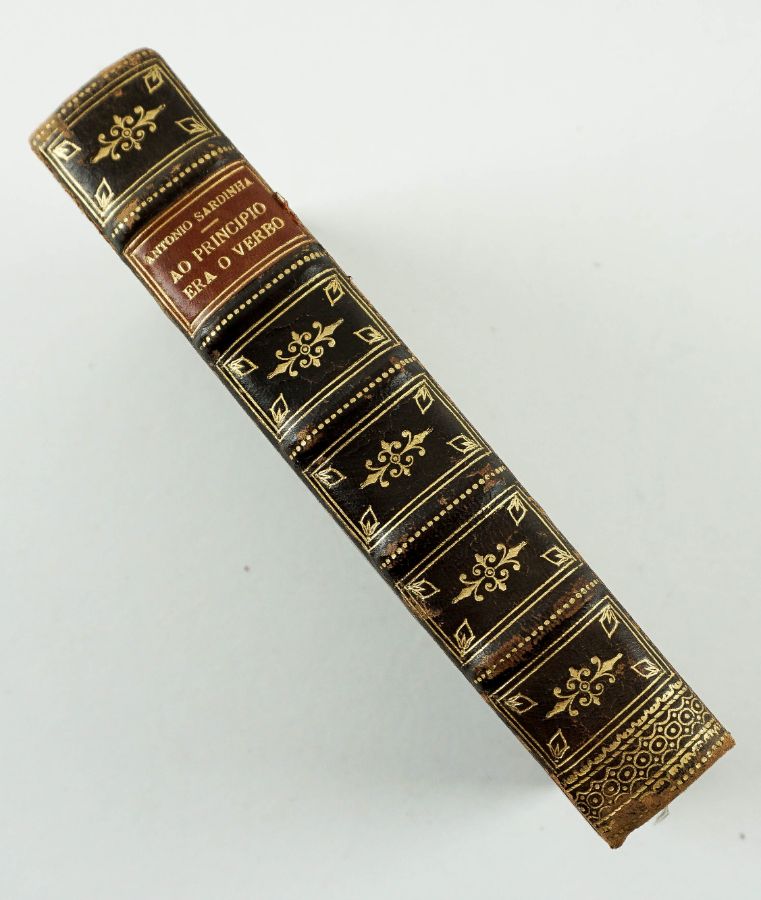 ANTONIO SARDINHA
AO PRINCIPIO
ERA O VERBO